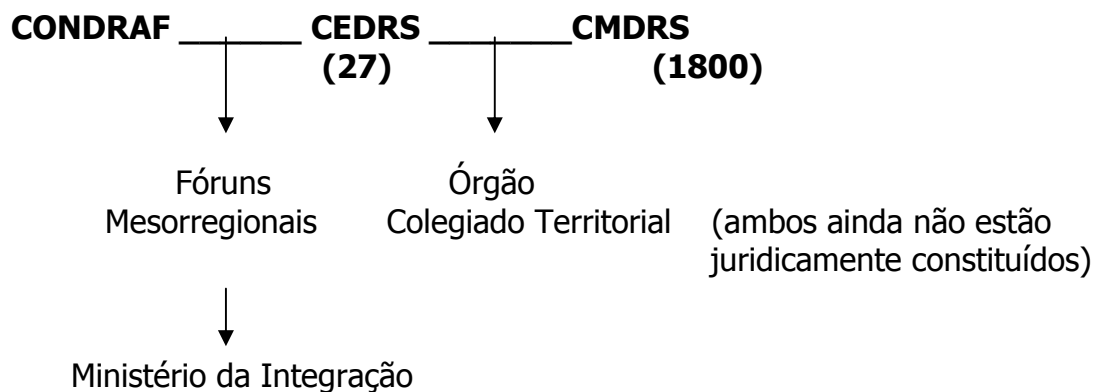 CONDRAF _______ CEDRS ________CMDRS
(27) (1800)
Fóruns Órgão
Mesorregionais Colegiado Territorial (ambos ainda não estão
juridicamente constituídos)
Ministério da Integração